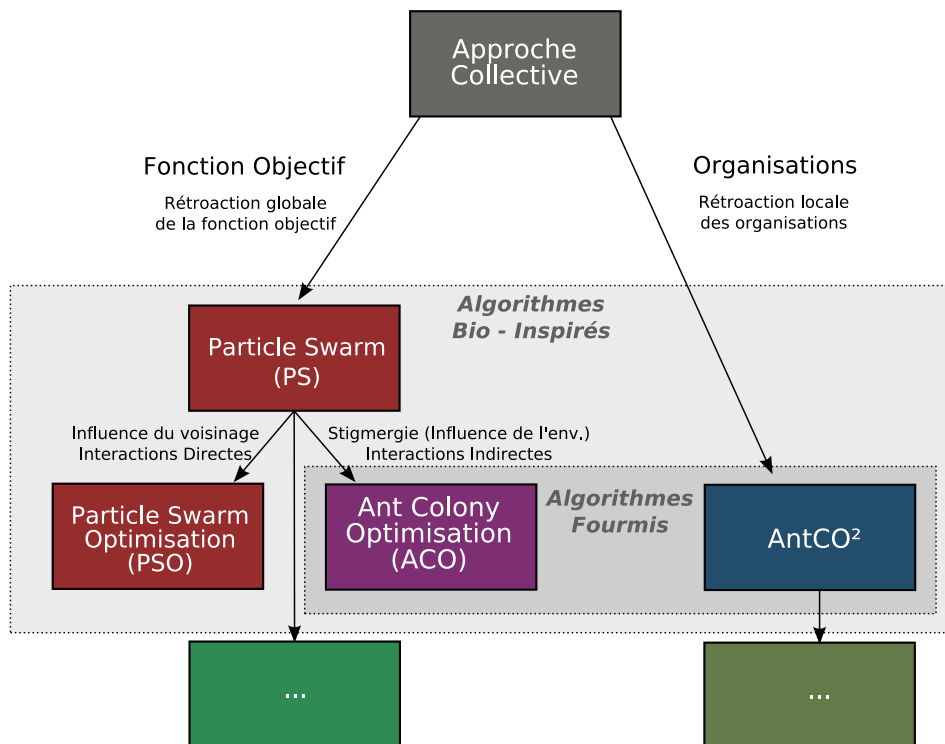 Approche
Collective
Fonction Objectif
Rétroaction globale
de la fonction objectif
Organisations
Rétroaction locale
des organisations
Algorithmes
Bio - Inspirés
Particle Swarm
(PS)
Influence du voisinage
Interactions Directes
Stigmergie (Influence de l'env.)
Interactions Indirectes
Particle Swarm
Optimisation
(PSO)
Ant Colony
Optimisation
(ACO)
Algorithmes
Fourmis
AntCO²
...
...